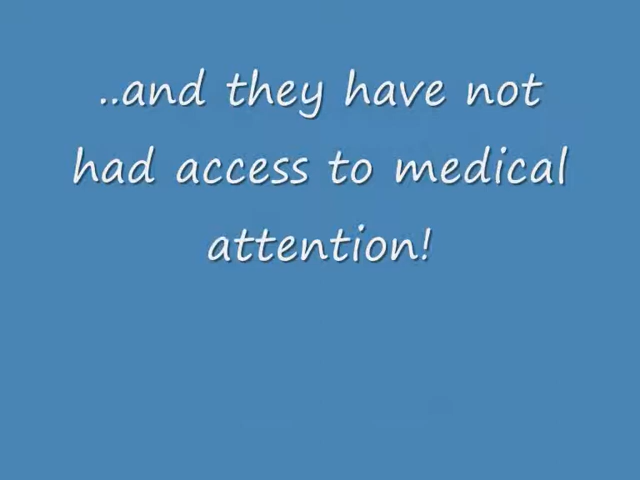 ..and they have not
had access to medical
attention!